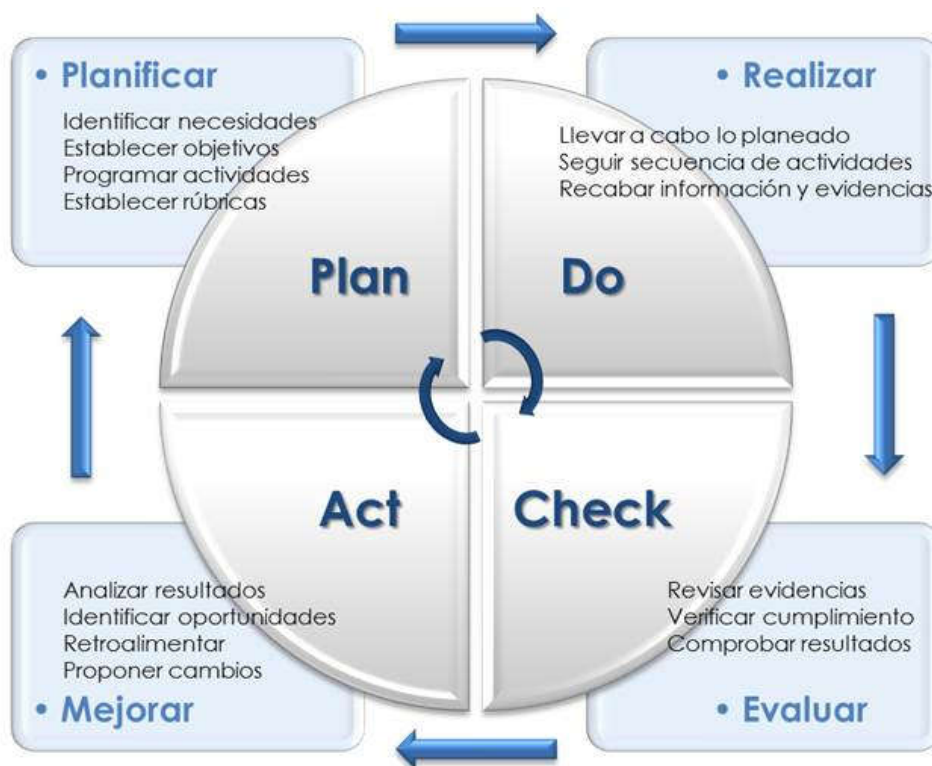 • Planificar
Identificar necesidades
Establecer objetivos
Programar actividades
Establecer rúbricas
• Realizar
Llevar a cabo lo planeado
Seguir secuencia de actividades
Recabar información y evidencias
Plan
Do
Act
Check
Analizar resultados
Identificar oportunidades
Retroalimentar
Proponer cambios
• Mejorar
Revisar evidencias
Verificar cumplimiento
Comprobar resultados
• Evaluar